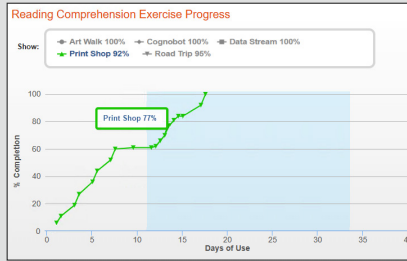 Reading Comprehension Exercise Progress
Show:
Art Walk 100% Cognobot 100% Data Stream 100%
Print Shop 92% Road Trip 95%
Print Shop 77%
% Completion
100
80
60
40
20
0
0 5 10 15 20 25 30 35 40
Days of Use